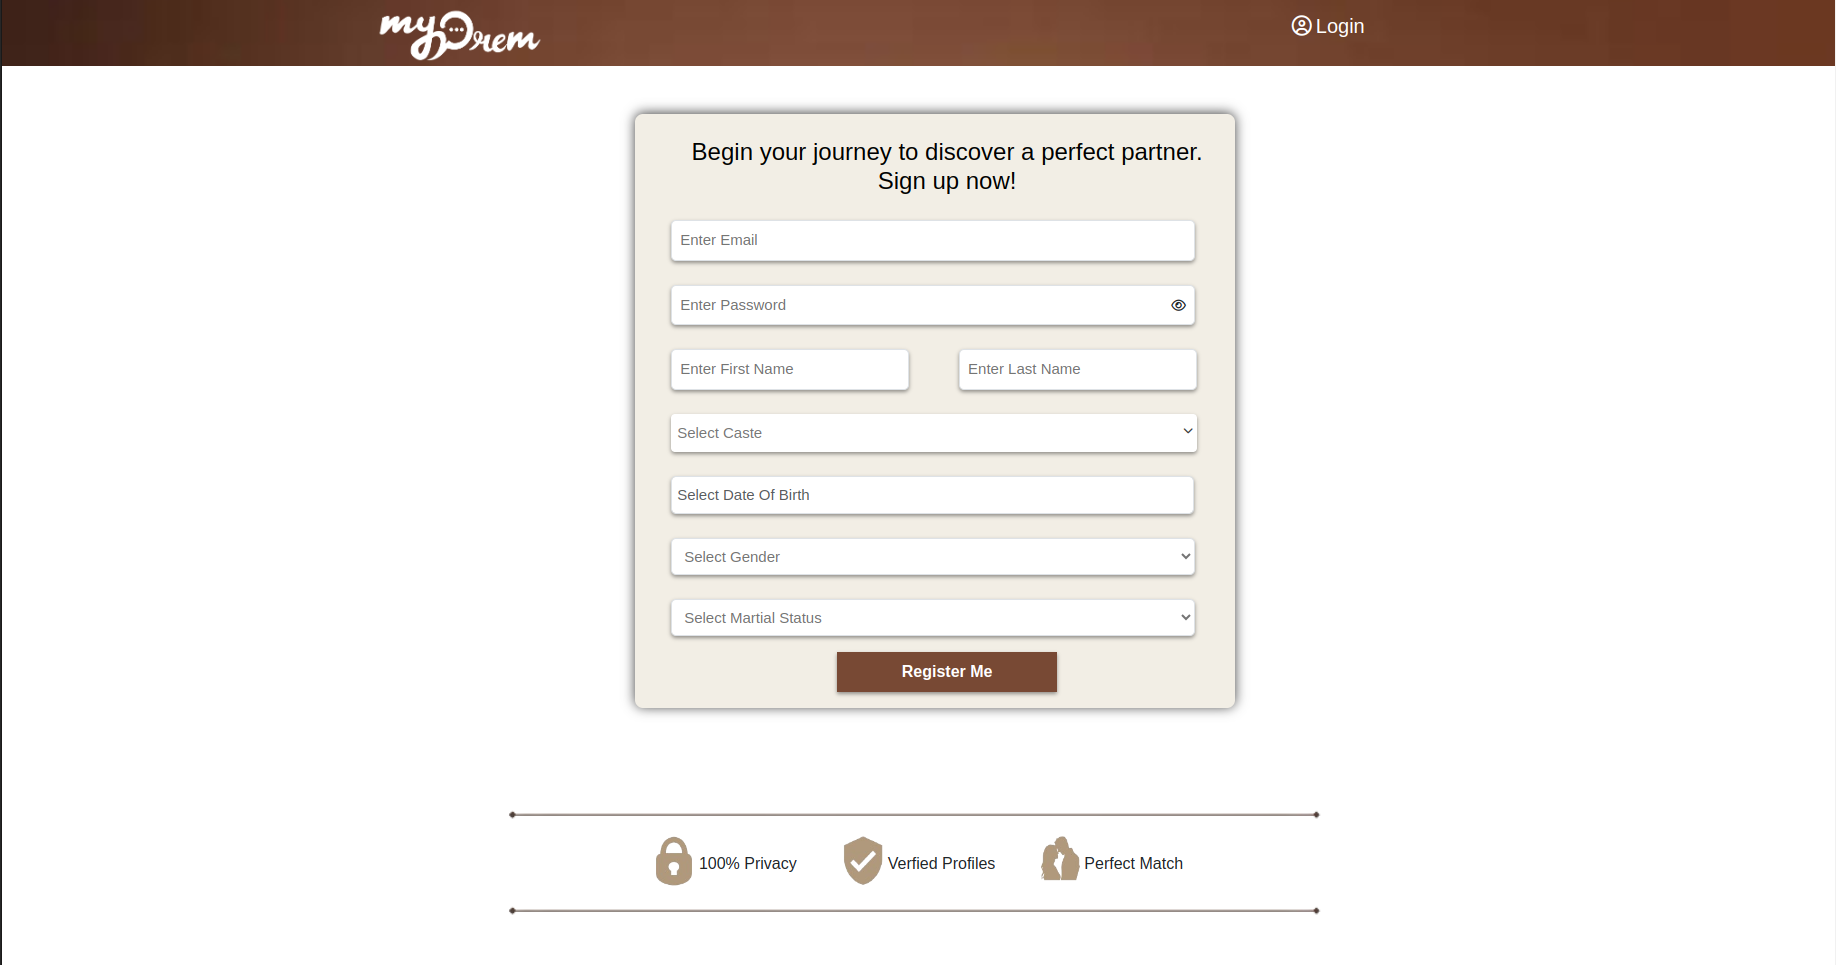 myPrem
Login
Begin your journey to discover a perfect partner.
Sign up now!
Enter Email
Enter Password
Enter First Name
Enter Last Name
Select Caste
Select Date Of Birth
Select Gender
Select Martial Status
Register Me
100% Privacy
Verfied Profiles
Perfect Match